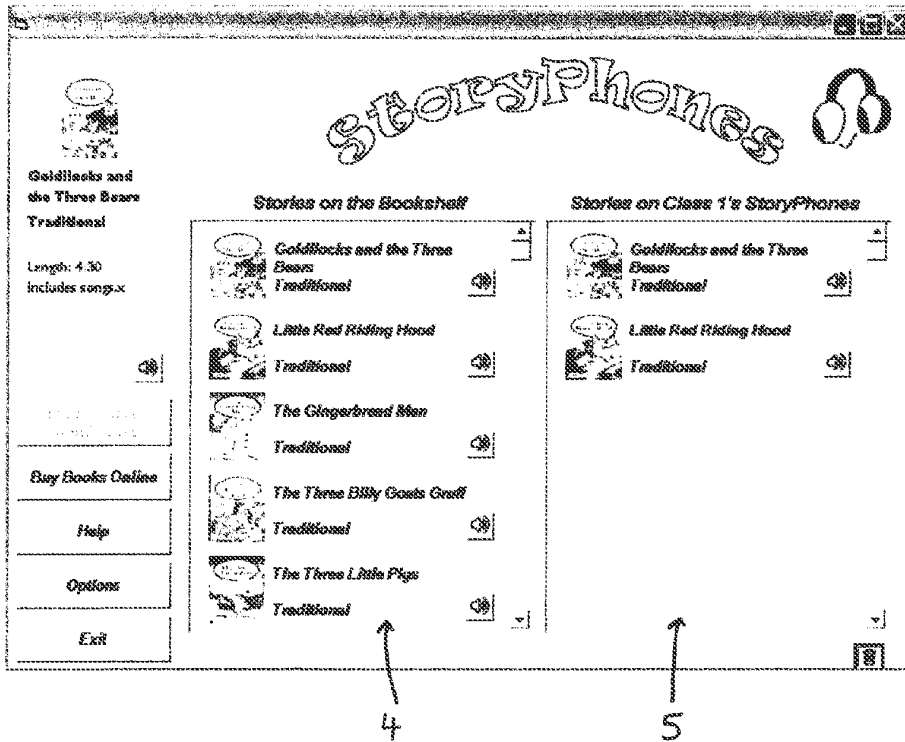 StoryPhones
Goldilocks and
the Three Bears
Traditional
Length: 4.30
Includes songs.x
Buy Books Online
Help
Options
Exit
Stories on the Bookshelf
Goldilocks and the Three
Bears
Traditional
Little Red Riding Hood
Traditional
The Gingerbread Man
Traditional
The Three Billy Goats Gruff
Traditional
The Three Little Pigs
Traditional
Stories on Class 1's StoryPhones
Goldilocks and the Three
Bears
Traditional
Little Red Riding Hood
Traditional
4
5